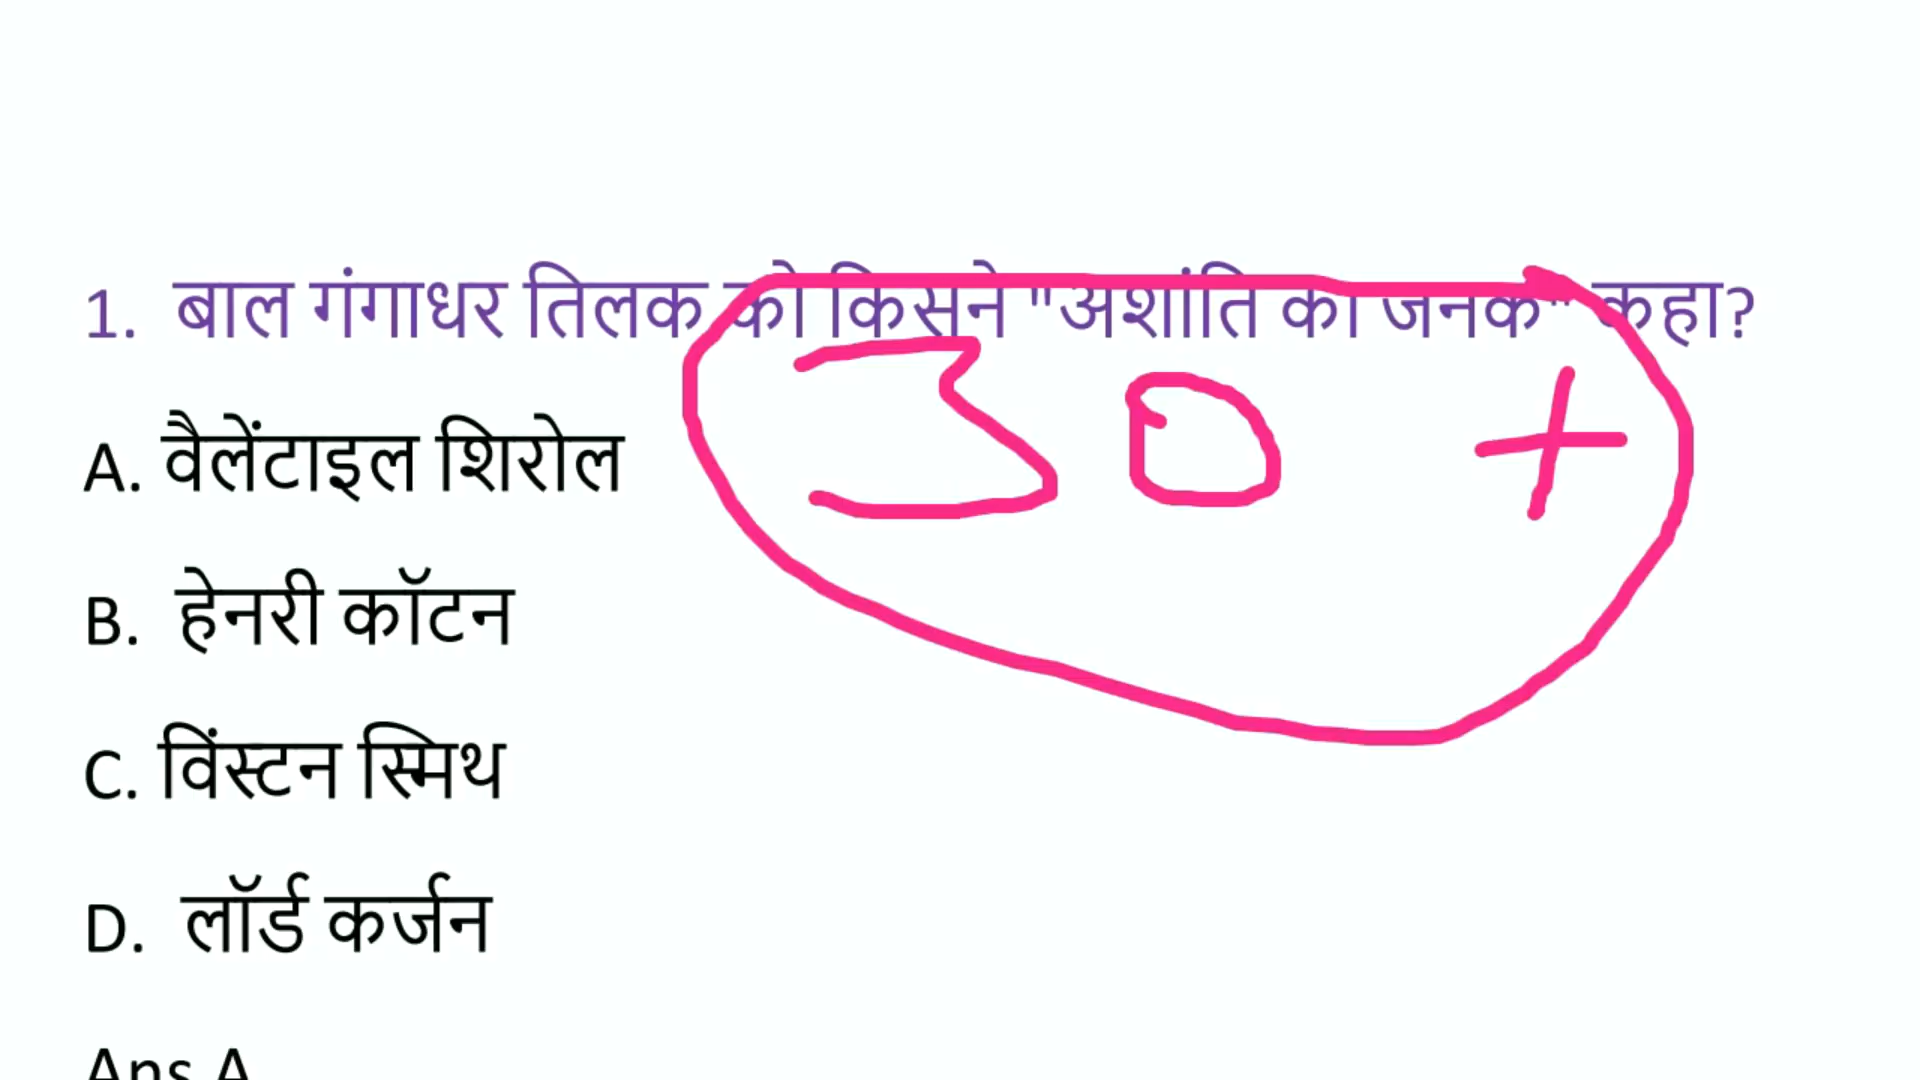 1. बाल गंगाधर तिलक को किसने "अशांति का जनक" कहा?
30 +
A. वैलेंटाइल शिरोल
B. हेनरी कॉटन
C. विंस्टन स्मिथ
D. लॉर्ड कर्जन
Ans A